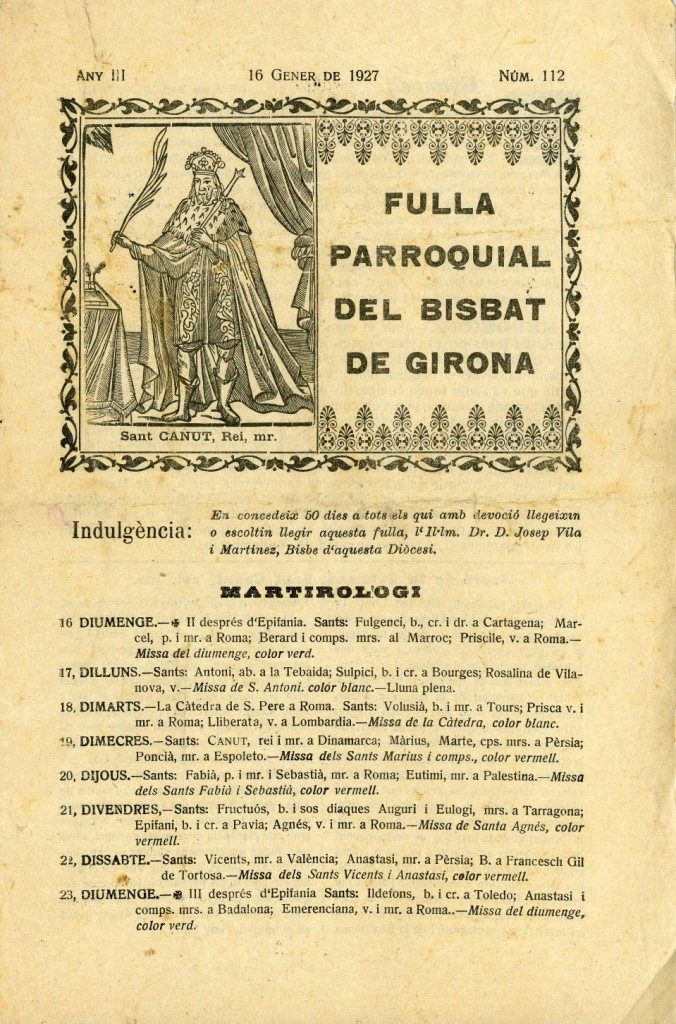 ANY III 16 GENER DE 1927 NÚM. 112
FULLA
PARROQUIAL
DEL BISBAT
DE GIRONA
Sant CANUT, Rei, mr.
Indulgència: En concedeix 50 dies a tots els qui amb devoció llegeixin
o escoltin llegir aquesta fulla, l'Il·lm. Dr. D. Josep Vila
i Martínez, Bisbe d'aquesta Diòcesi.
MARTIROLOGI
16 DIUMENGE.—✠ II després d'Epifania. Sants: Fulgenci, b., cr. i dr. a Cartagena; Mar-
cel, p. i mr. a Roma; Berard i comps. mrs. al Marroc; Priscile, v. a Roma.—
Missa del diumenge, color verd.
17, DILLUNS.—Sants: Antoni, ab. a la Tebaida; Sulpici, b. i cr. a Bourges; Rosalina de Vila-
nova, v.—Missa de S. Antoni. color blanc.—Lluna plena.
18, DIMARTS.—La Càtedra de S. Pere a Roma. Sants: Volusià, b. i mr. a Tours; Prisca v. i
mr. a Roma; Lliberata, v. a Lombardia.—Missa de la Càtedra, color blanc.
19, DIMECRES.—Sants: CANUT, rei i mr. a Dinamarca; Màrius, Marte, cps. mrs. a Pèrsia;
Poncià, mr. a Espoleto.—Missa dels Sants Marius i comps., color vermell.
20, DIJOUS.—Sants: Fabià, p. i mr. i Sebastià, mr. a Roma; Eutimi, mr. a Palestina.—Missa
dels Sants Fabià i Sebastià, color vermell.
21, DIVENDRES,—Sants: Fructuós, b. i sos diaques Auguri i Eulogi, mrs. a Tarragona;
Epifani, b. i cr. a Pavia; Agnés, v. i mr. a Roma.—Missa de Santa Agnés, color
vermell.
22, DISSABTE.—Sants: Vicents, mr. a València; Anastasi, mr. a Pèrsia; B. a Francesch Gil
de Tortosa.—Missa dels Sants Vicents i Anastasi, color vermell.
23, DIUMENGE.—✠ III després d'Epifania Sants: Ildefons, b. i cr. a Toledo; Anastasi i
comps. mrs. a Badalona; Emerenciana, v. i mr. a Roma..—Missa del diumenge,
color verd.